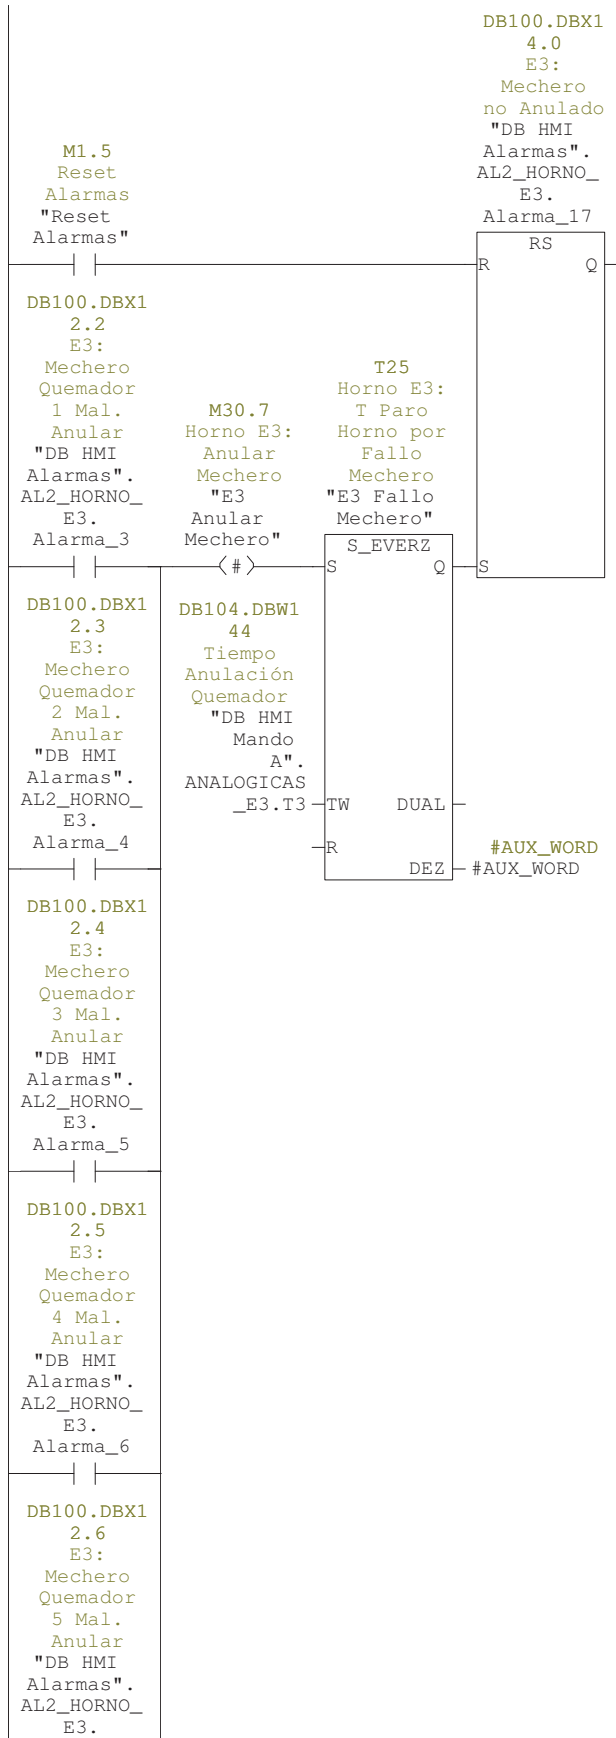 DB100.DBX1
4.0
E3:
Mechero
no Anulado
"DB HMI
Alarmas".
AL2_HORNO_
E3.
Alarma_17
M1.5
Reset
Alarmas
"Reset
Alarmas"
RS
R Q
DB100.DBX1
2.2
E3:
Mechero
Quemador
1 Mal.
Anular
"DB HMI
Alarmas".
AL2_HORNO_
E3.
Alarma_3
M30.7
Horno E3:
Anular
Mechero
"E3
Anular
Mechero"
(#)
T25
Horno E3:
T Paro
Horno por
Fallo
Mechero
"E3 Fallo
Mechero"
S_EVERZ
S Q
S
DB100.DBX1
2.3
E3:
Mechero
Quemador
2 Mal.
Anular
"DB HMI
Alarmas".
AL2_HORNO_
E3.
Alarma_4
DB104.DBW1
44
Tiempo
Anulación
Quemador
"DB HMI
Mando
A".
ANALOGICAS
_E3.T3
TW DUAL
R
DEZ
#AUX_WORD
#AUX_WORD
DB100.DBX1
2.4
E3:
Mechero
Quemador
3 Mal.
Anular
"DB HMI
Alarmas".
AL2_HORNO_
E3.
Alarma_5
DB100.DBX1
2.5
E3:
Mechero
Quemador
4 Mal.
Anular
"DB HMI
Alarmas".
AL2_HORNO_
E3.
Alarma_6
DB100.DBX1
2.6
E3:
Mechero
Quemador
5 Mal.
Anular
"DB HMI
Alarmas".
AL2_HORNO_
E3.